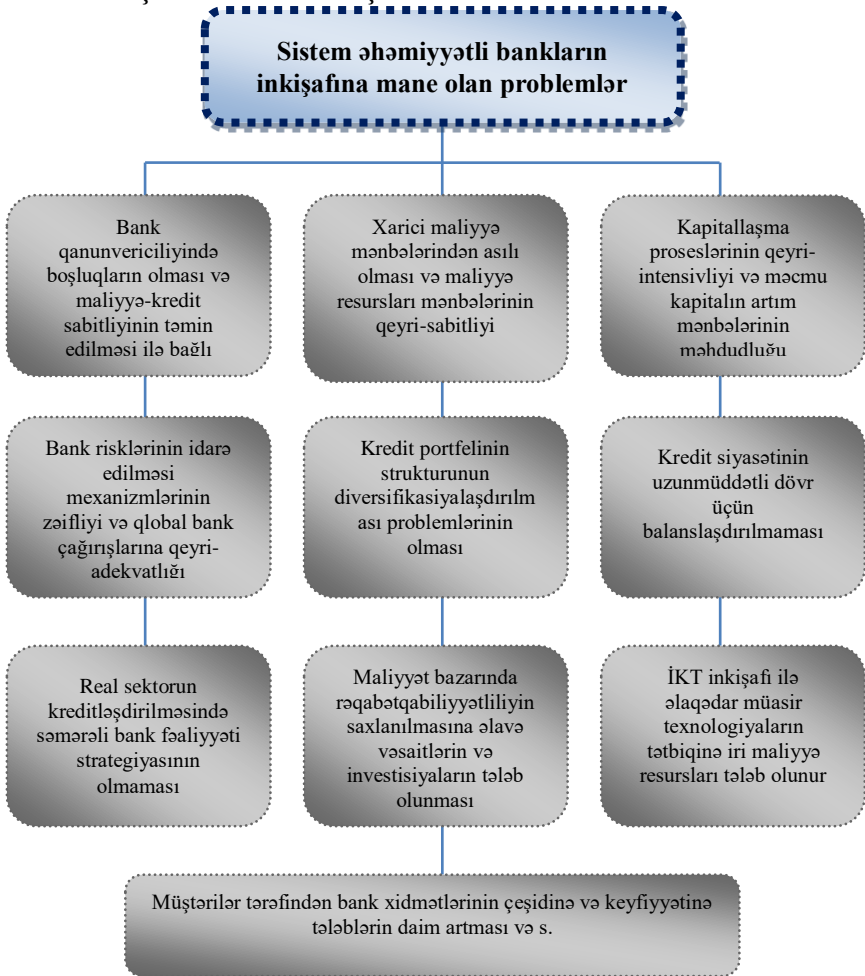 Sistem əhəmiyyətli bankların
inkişafına mane olan problemlər
Bank
qanunvericiliyində
boşluqların olması və
maliyyə-kredit
sabitliyinin təmin
edilməsi ilə bağlı
Xarici maliyyə
mənbələrindən asılı
olması və maliyyə
resursları mənbələrinin
qeyri-sabitliyi
Kapitallaşma
proseslərinin qeyri-
intensivliyi və məcmu
kapitalın artım
mənbələrinin
məhdudluğu
Bank risklərinin idarə
edilməsi
mexanizmlərinin
zəifliyi və qlobal bank
çağırışlarına qeyri-
adekvatlığı
Kredit portfelinin
strukturunun
diversifikasiyalaşdırılm
ası problemlərinin
olması
Kredit siyasətinin
uzunmüddətli dövr
üçün
balanslaşdırılmaması
Real sektorun
kreditləşdirilməsində
səmərəli bank fəaliyyəti
strategiyasının
olmaması
Maliyyət bazarında
rəqabətqabiliyyətliliyin
saxlanılmasına əlavə
vəsaitlərin və
investisiyaların tələb
olunması
İKT inkişafi ilə
əlaqədar müasir
texnologiyaların
tətbiqinə iri maliyyə
resursları tələb olunur
Müştərilər tərəfindən bank xidmətlərinin çeşidinə və keyfiyyətinə
tələblərin daim artması və s.